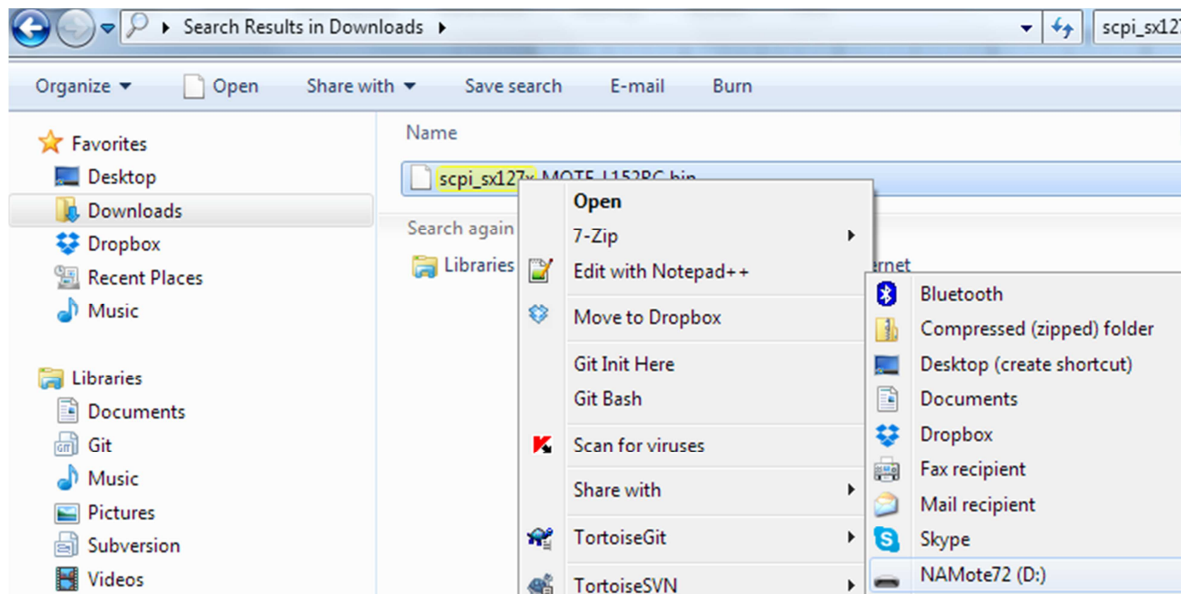 Search Results in Downloads
scpi_sx127
Organize
Open
Share with
Save search
E-mail
Burn
Favorites
Desktop
Downloads
Dropbox
Recent Places
Music
Libraries
Documents
Git
Music
Pictures
Subversion
Videos
Name
scpi_sx127x_MOTE_L152RC.bin
Search again
Libraries
ernet
Open
7-Zip
Edit with Notepad++
Move to Dropbox
Git Init Here
Git Bash
Scan for viruses
Share with
TortoiseGit
TortoiseSVN
Bluetooth
Compressed (zipped) folder
Desktop (create shortcut)
Documents
Dropbox
Fax recipient
Mail recipient
Skype
NAMote72 (D:)